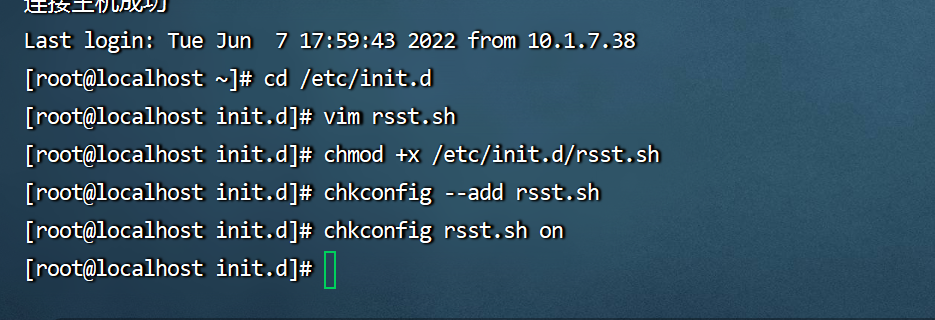 连接主机成功
Last login: Tue Jun  7 17:59:43 2022 from 10.1.7.38
[root@localhost ~]# cd /etc/init.d
[root@localhost init.d]# vim rsst.sh
[root@localhost init.d]# chmod +x /etc/init.d/rsst.sh
[root@localhost init.d]# chkconfig --add rsst.sh
[root@localhost init.d]# chkconfig rsst.sh on
[root@localhost init.d]#